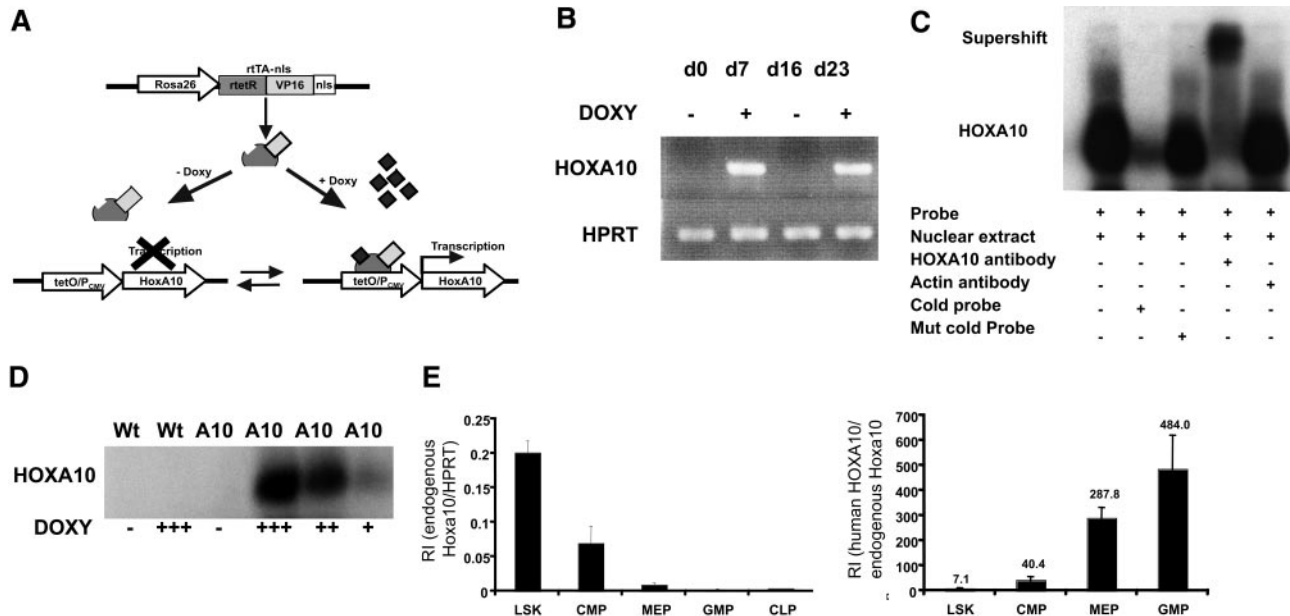 A
rtTA-nls
Rosa26 rtetR VP16 nls
- Doxy + Doxy
Transcription Transcription
tetO/PCMV HoxA10 tetO/PCMV HoxA10
B
d0 d7 d16 d23
DOXY - + - +
HOXA10
HPRT
C
Supershift
HOXA10
Probe + + + + +
Nuclear extract + + + + +
HOXA10 antibody - - - + -
Actin antibody - - - - +
Cold probe - + - - -
Mut cold Probe - - + - -
D
Wt Wt A10 A10 A10 A10
HOXA10
DOXY - +++ - +++ ++ +
E
RI (endogenous
Hoxa10/HPRT)
0.25
0.2
0.15
0.1
0.05
0
LSK CMP MEP GMP CLP
RI (human HOXA10/
endogenous Hoxa10
700
600
500
400
300
200
100
0
7.1 40.4 287.8 484.0
LSK CMP MEP GMP